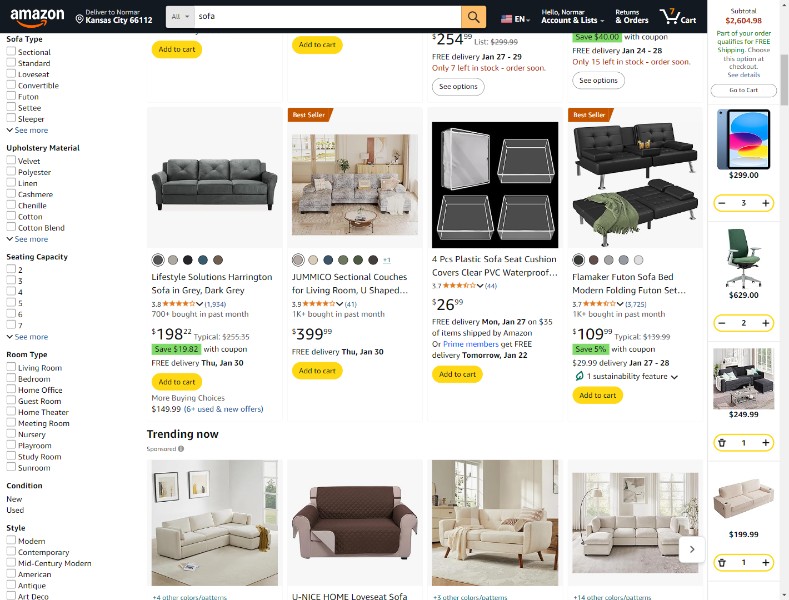 amazon
Deliver to Normar
Kansas City 66112
All
sofa
EN
Hello, Normar
Account & Lists
Returns
& Orders
7
Cart
Subtotal
$2,604.98
Part of your order
qualifies for FREE
Shipping. Choose
this option at
checkout.
See details
Go to Cart
$299.00
3
$629.00
2
$249.99
1
$199.99
1
Sofa Type
Sectional
Standard
Loveseat
Convertible
Futon
Settee
Sleeper
See more
Upholstery Material
Velvet
Polyester
Linen
Cashmere
Chenille
Cotton
Cotton Blend
See more
Seating Capacity
2
3
4
5
6
7
See more
Room Type
Living Room
Bedroom
Home Office
Guest Room
Home Theater
Meeting Room
Nursery
Playroom
Study Room
Sunroom
Condition
New
Used
Style
Modern
Contemporary
Mid-Century Modern
American
Antique
Art Deco
Add to cart
Add to cart
$254.99 List: $299.99
FREE delivery Jan 27 - 29
Only 7 left in stock - order soon.
See options
Save $40.00 with coupon
FREE delivery Jan 24 - 28
Only 15 left in stock - order soon.
See options
Lifestyle Solutions Harrington
Sofa in Grey, Dark Grey
3.8 (1,934)
700+ bought in past month
$198.22 Typical: $255.35
Save $19.82 with coupon
FREE delivery Thu, Jan 30
Add to cart
More Buying Choices
$149.99 (6+ used & new offers)
Best Seller
+1
JUMMICO Sectional Couches
for Living Room, U Shaped...
3.9 (41)
1K+ bought in past month
$399.99
FREE delivery Thu, Jan 30
Add to cart
4 Pcs Plastic Sofa Seat Cushion
Covers Clear PVC Waterproof...
3.7 (44)
$26.99
FREE delivery Mon, Jan 27 on $35
of items shipped by Amazon
Or Prime members get FREE
delivery Tomorrow, Jan 22
Add to cart
Best Seller
Flamaker Futon Sofa Bed
Modern Folding Futon Set...
3.7 (3,725)
1K+ bought in past month
$109.99 Typical: $139.99
Save 5% with coupon
$29.99 delivery Jan 27 - 28
1 sustainability feature
Add to cart
Trending now
Sponsored
+4 other colors/patterns
U-NICE HOME Loveseat Sofa
+3 other colors/patterns
+14 other colors/patterns